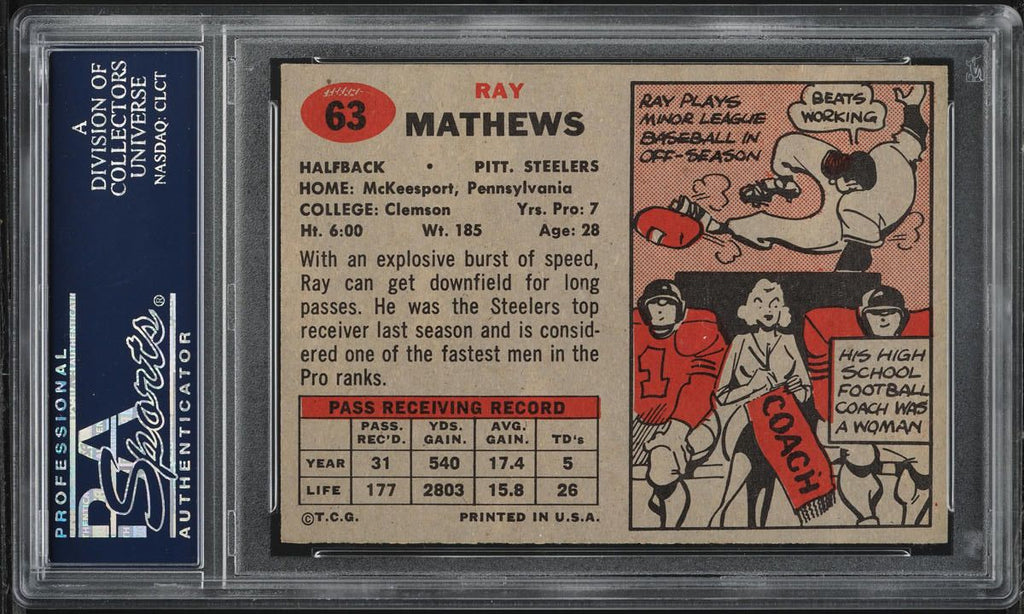 A
DIVISION OF
COLLECTORS
UNIVERSE
NASDAQ: CLCT
PROFESSIONAL
PSA
Sports®
AUTHENTICATOR
63
RAY
MATHEWS
HALFBACK • PITT. STEELERS
HOME: McKeesport, Pennsylvania
COLLEGE: Clemson Yrs. Pro: 7
Ht. 6:00 Wt. 185 Age: 28
With an explosive burst of speed,
Ray can get downfield for long
passes. He was the Steelers top
receiver last season and is consid-
ered one of the fastest men in the
Pro ranks.
PASS RECEIVING RECORD
PASS. REC'D. YDS. GAIN. AVG. GAIN. TD's
YEAR 31 540 17.4 5
LIFE 177 2803 15.8 26
©T.C.G. PRINTED IN U.S.A.
RAY PLAYS
MINOR LEAGUE
BASEBALL IN
OFF-SEASON
BEATS
WORKING
1
COACH
HIS HIGH
SCHOOL
FOOTBALL
COACH WAS
A WOMAN